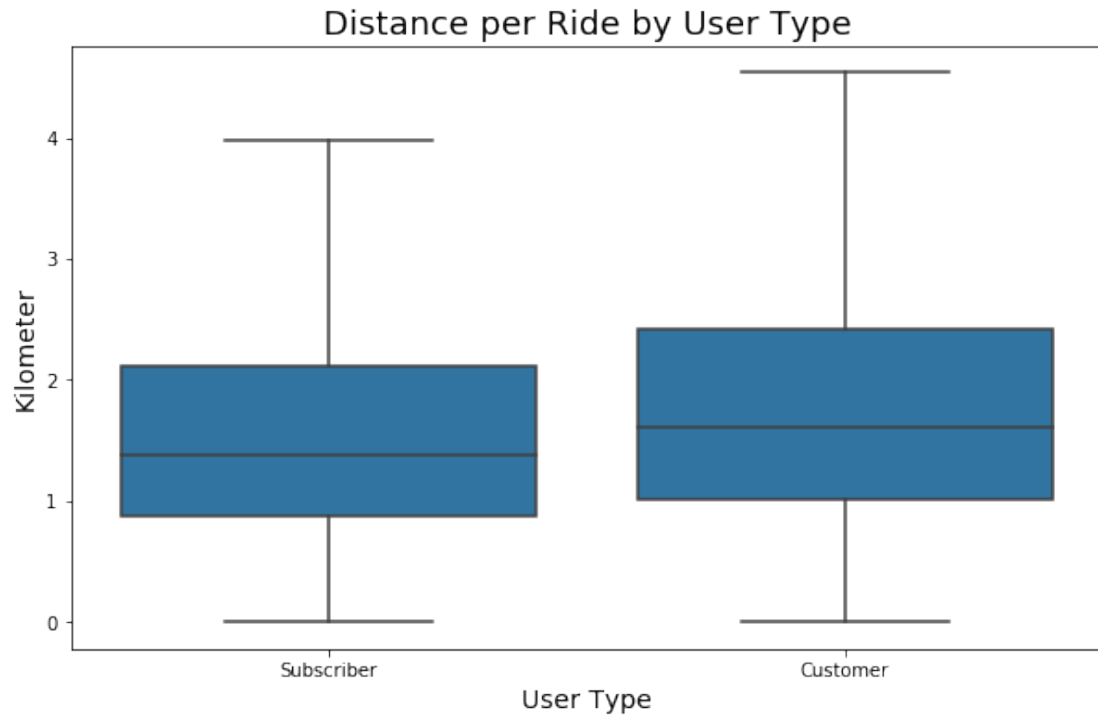 Distance per Ride by User Type
Kilometer
4
3
2
1
0
Subscriber
Customer
User Type